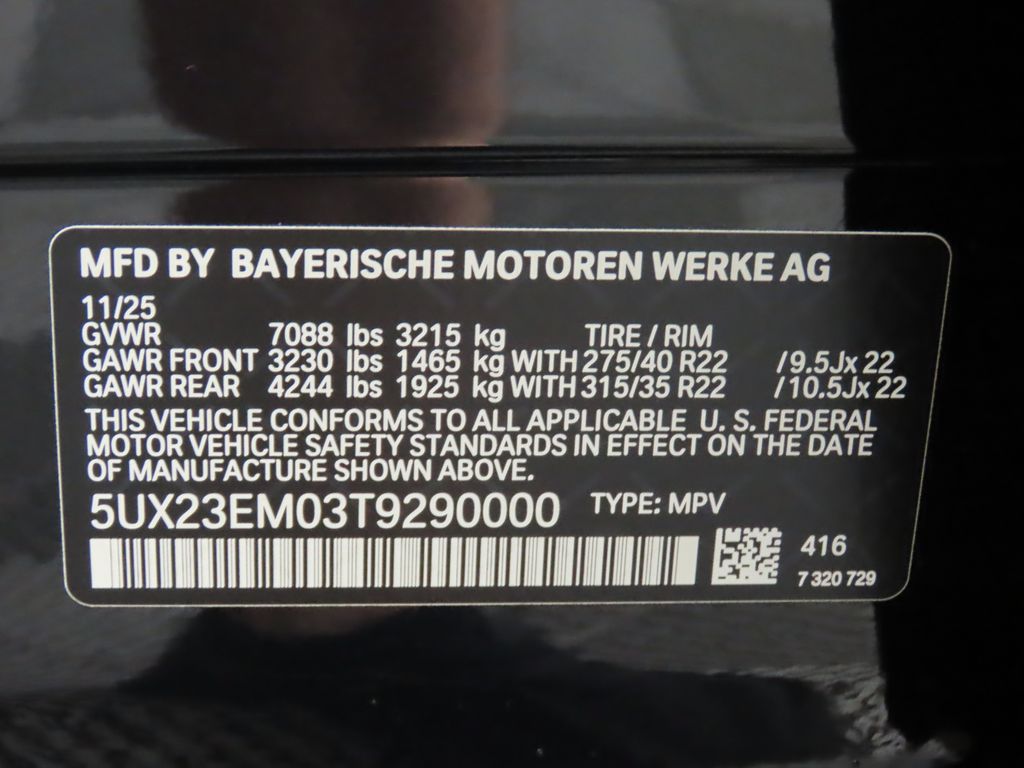 MFD BY BAYERISCHE MOTOREN WERKE AG
11/25
GVWR 7088 lbs 3215 kg TIRE / RIM
GAWR FRONT 3230 lbs 1465 kg WITH 275/40 R22 / 9.5Jx 22
GAWR REAR 4244 lbs 1925 kg WITH 315/35 R22 / 10.5Jx 22
THIS VEHICLE CONFORMS TO ALL APPLICABLE U. S. FEDERAL
MOTOR VEHICLE SAFETY STANDARDS IN EFFECT ON THE DATE
OF MANUFACTURE SHOWN ABOVE.
5UX23EM03T9290000 TYPE: MPV
416
7 320 729